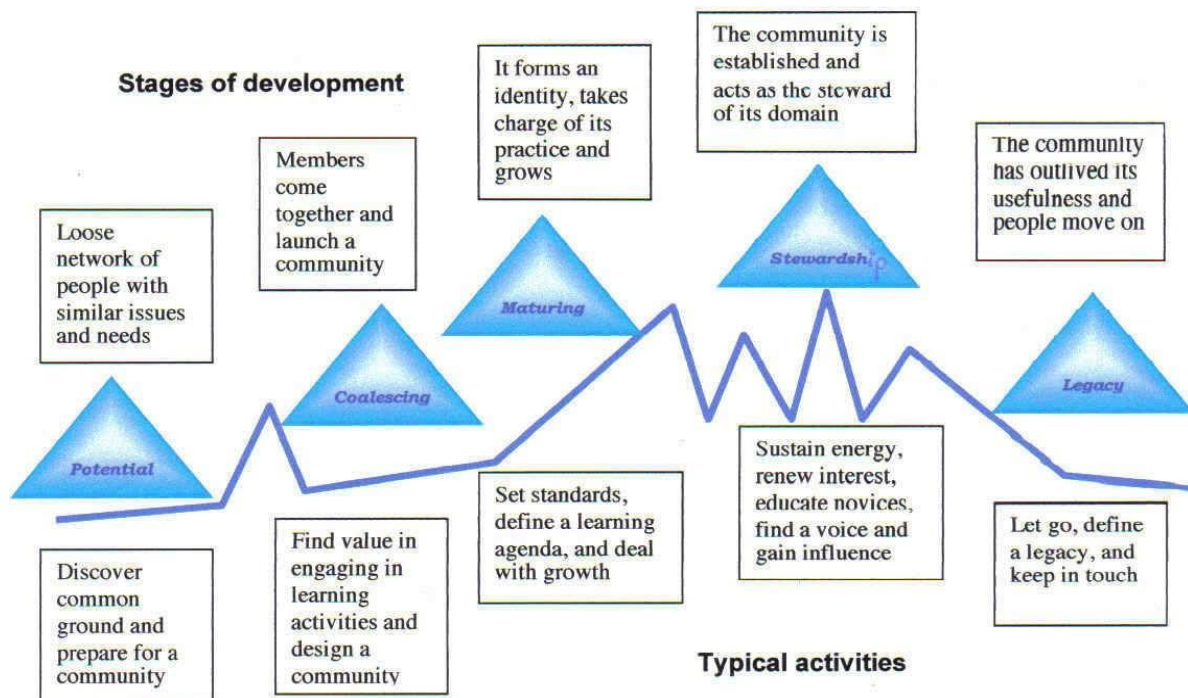 Stages of development
Loose
network of
people with
similar issues
and needs
Potential
Discover
common
ground and
prepare for a
community
Members
come
together and
launch a
community
Coalescing
Find value in
engaging in
learning
activities and
design a
community
It forms an
identity, takes
charge of its
practice and
grows
Maturing
Set standards,
define a learning
agenda, and deal
with growth
The community is
established and
acts as the steward
of its domain
Stewardship
Sustain energy,
renew interest,
educate novices,
find a voice and
gain influence
The community
has outlived its
usefulness and
people move on
Legacy
Let go, define
a legacy, and
keep in touch
Typical activities